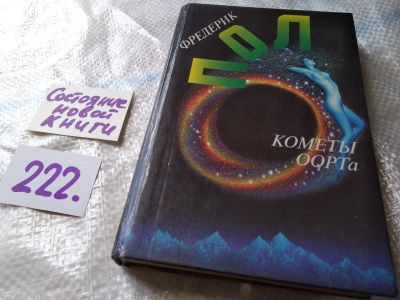 Состояние
новой
книги
222.
ФРЕДЕРИК
ПОЛ
КОМЕТЫ
ООРТа